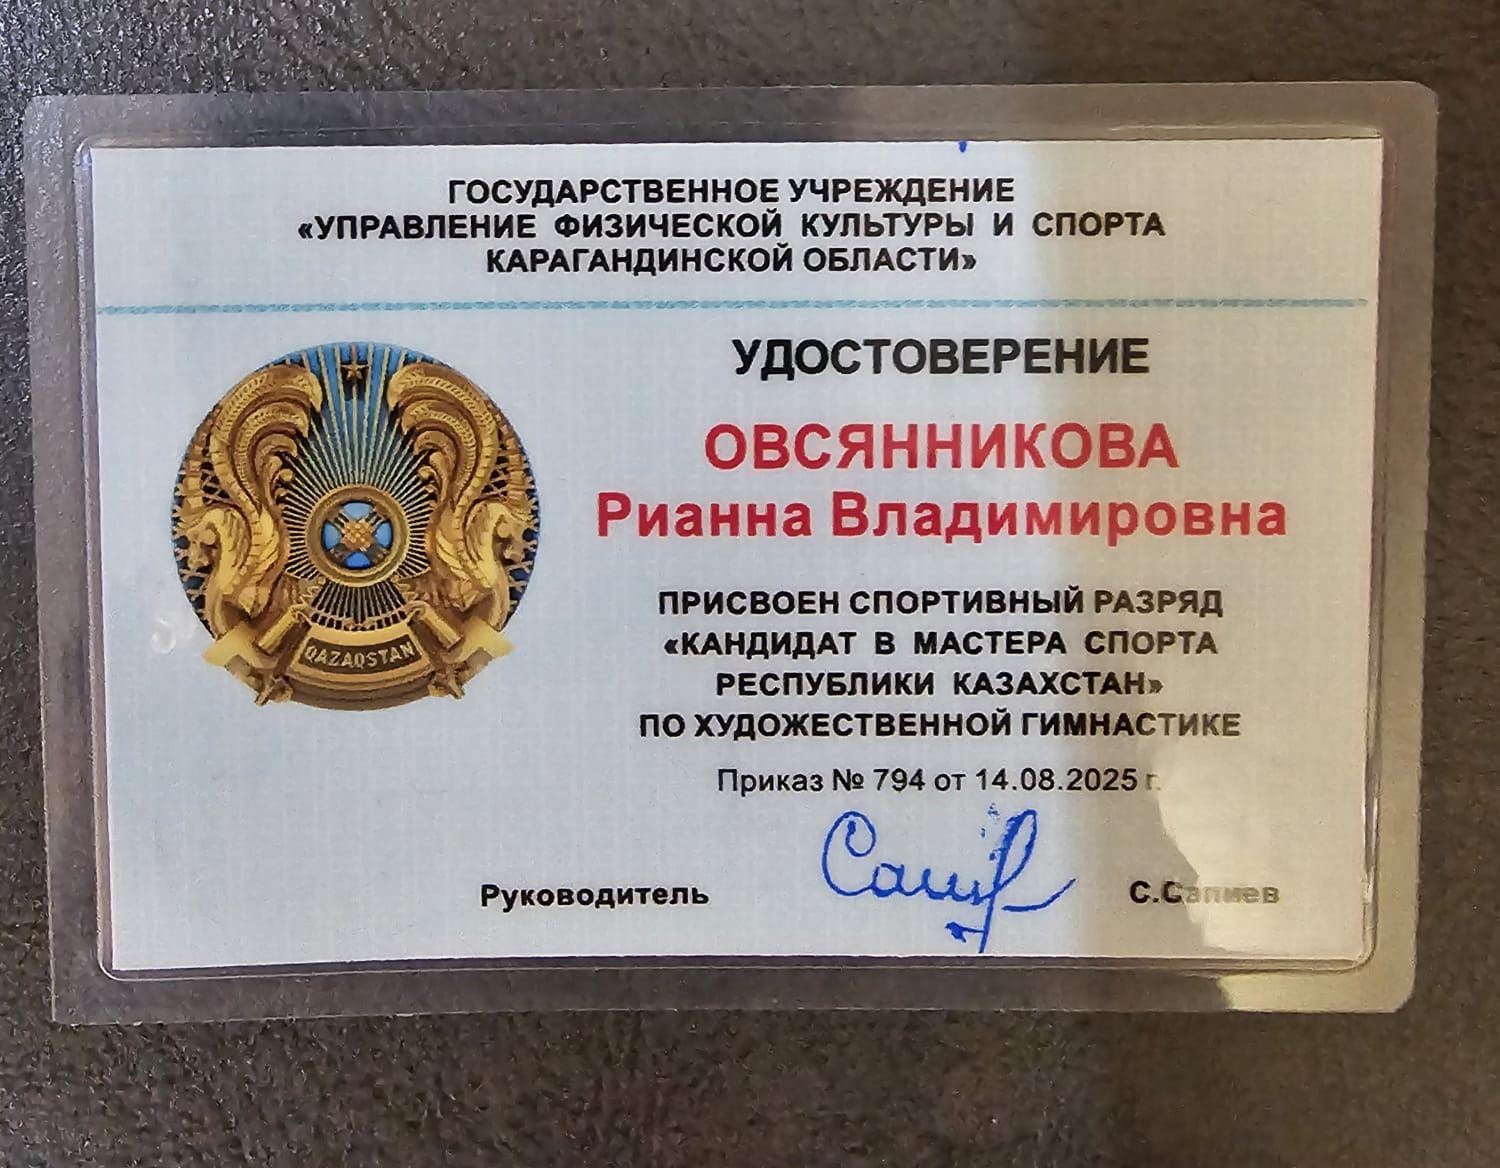 ГОСУДАРСТВЕННОЕ УЧРЕЖДЕНИЕ
«УПРАВЛЕНИЕ ФИЗИЧЕСКОЙ КУЛЬТУРЫ И СПОРТА
КАРАГАНДИНСКОЙ ОБЛАСТИ»
УДОСТОВЕРЕНИЕ
ОВСЯННИКОВА
Рианна Владимировна
QAZAQSTAN
ПРИСВОЕН СПОРТИВНЫЙ РАЗРЯД
«КАНДИДАТ В МАСТЕРА СПОРТА
РЕСПУБЛИКИ КАЗАХСТАН»
ПО ХУДОЖЕСТВЕННОЙ ГИМНАСТИКЕ
Приказ № 794 от 14.08.2025 г.
Руководитель С.Сапиев